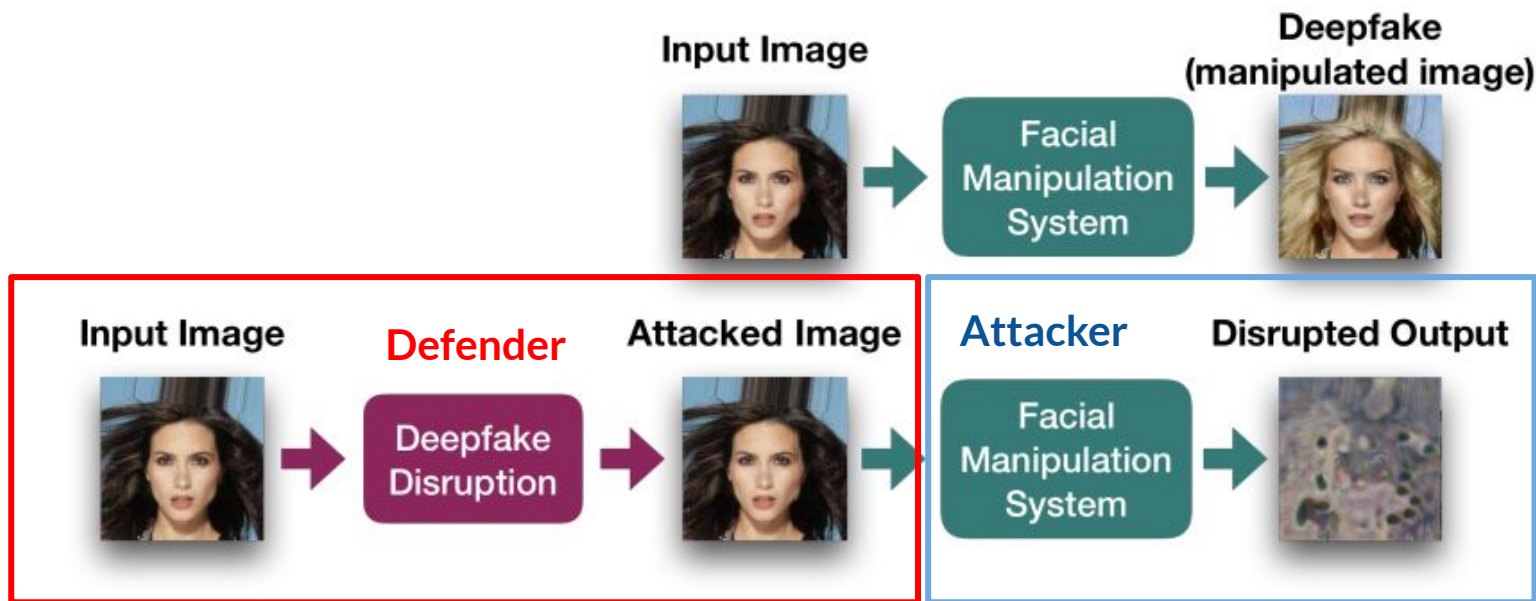 Input Image
Deepfake
(manipulated image)
Facial
Manipulation
System
Input Image
Defender
Attacked Image
Attacker
Disrupted Output
Deepfake
Disruption
Facial
Manipulation
System